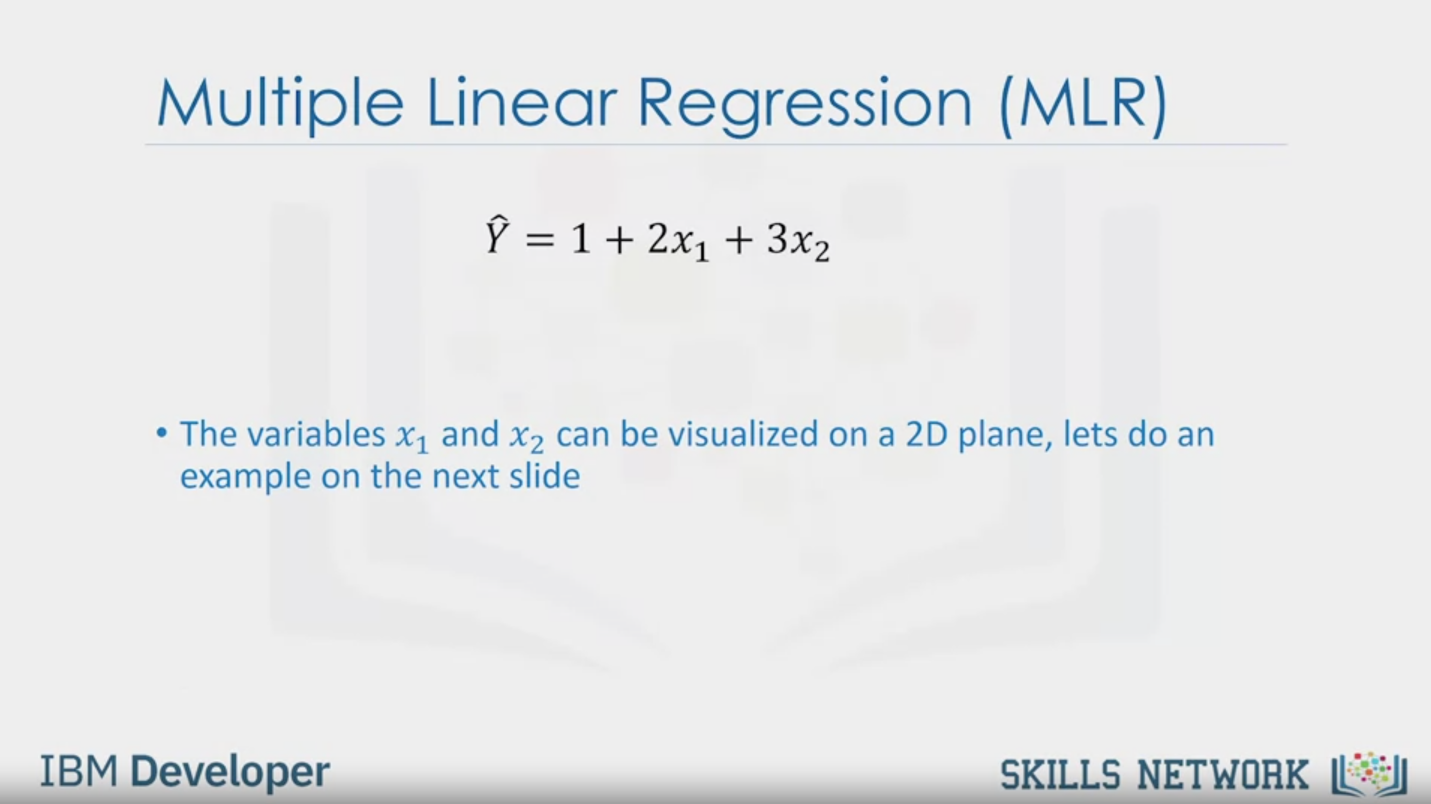 Multiple Linear Regression (MLR)
Ŷ = 1 + 2x₁ + 3x₂
• The variables x₁ and x₂ can be visualized on a 2D plane, lets do an
example on the next slide
IBM Developer
SKILLS NETWORK